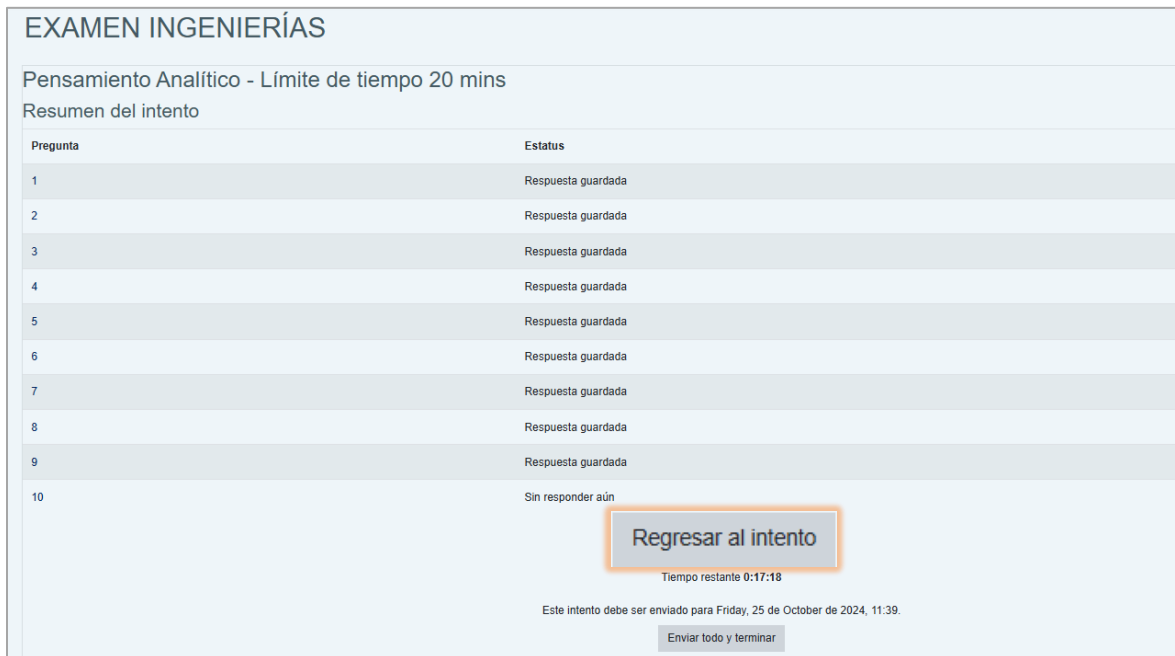 EXAMEN INGENIERÍAS
Pensamiento Analítico - Límite de tiempo 20 mins
Resumen del intento
Pregunta Estatus
1 Respuesta guardada
2 Respuesta guardada
3 Respuesta guardada
4 Respuesta guardada
5 Respuesta guardada
6 Respuesta guardada
7 Respuesta guardada
8 Respuesta guardada
9 Respuesta guardada
10 Sin responder aún
Regresar al intento
Tiempo restante 0:17:18
Este intento debe ser enviado para Friday, 25 de October de 2024, 11:39.
Enviar todo y terminar